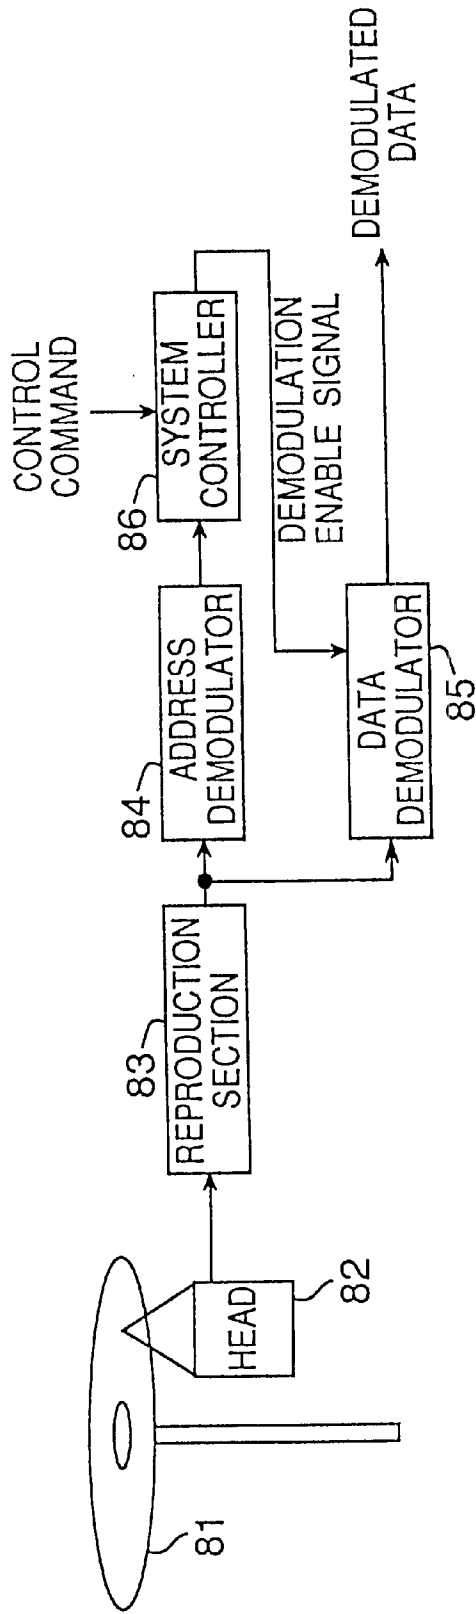 81
HEAD
82
83
REPRODUCTION
SECTION
84
ADDRESS
DEMODULATOR
CONTROL
COMMAND
86
SYSTEM
CONTROLLER
DEMODULATION
ENABLE SIGNAL
DATA
DEMODULATOR
85
DEMODULATED
DATA